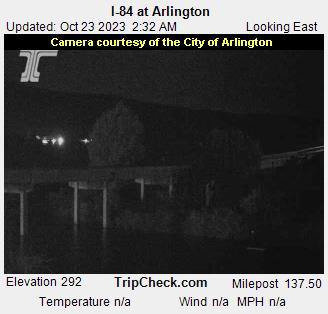 I-84 at Arlington
Updated: Oct 23 2023 2:32 AM Looking East
Camera courtesy of the City of Arlington
Elevation 292 TripCheck.com Milepost 137.50
Temperature n/a Wind n/a MPH n/a